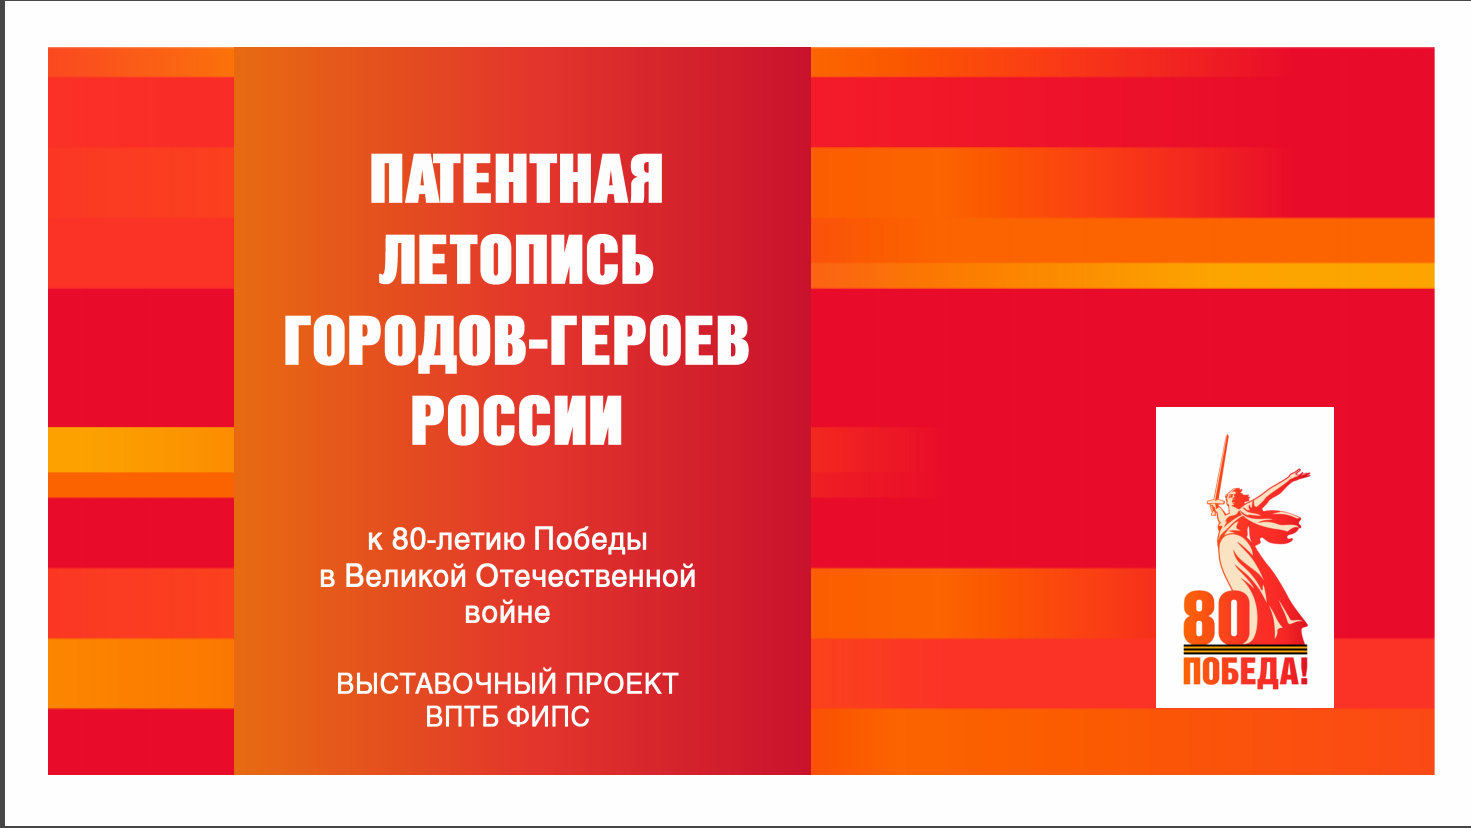 ПАТЕНТНАЯ
ЛЕТОПИСЬ
ГОРОДОВ-ГЕРОЕВ
РОССИИ
к 80-летию Победы
в Великой Отечественной
войне
ВЫСТАВОЧНЫЙ ПРОЕКТ
ВПТБ ФИПС
80
ПОБЕДА!